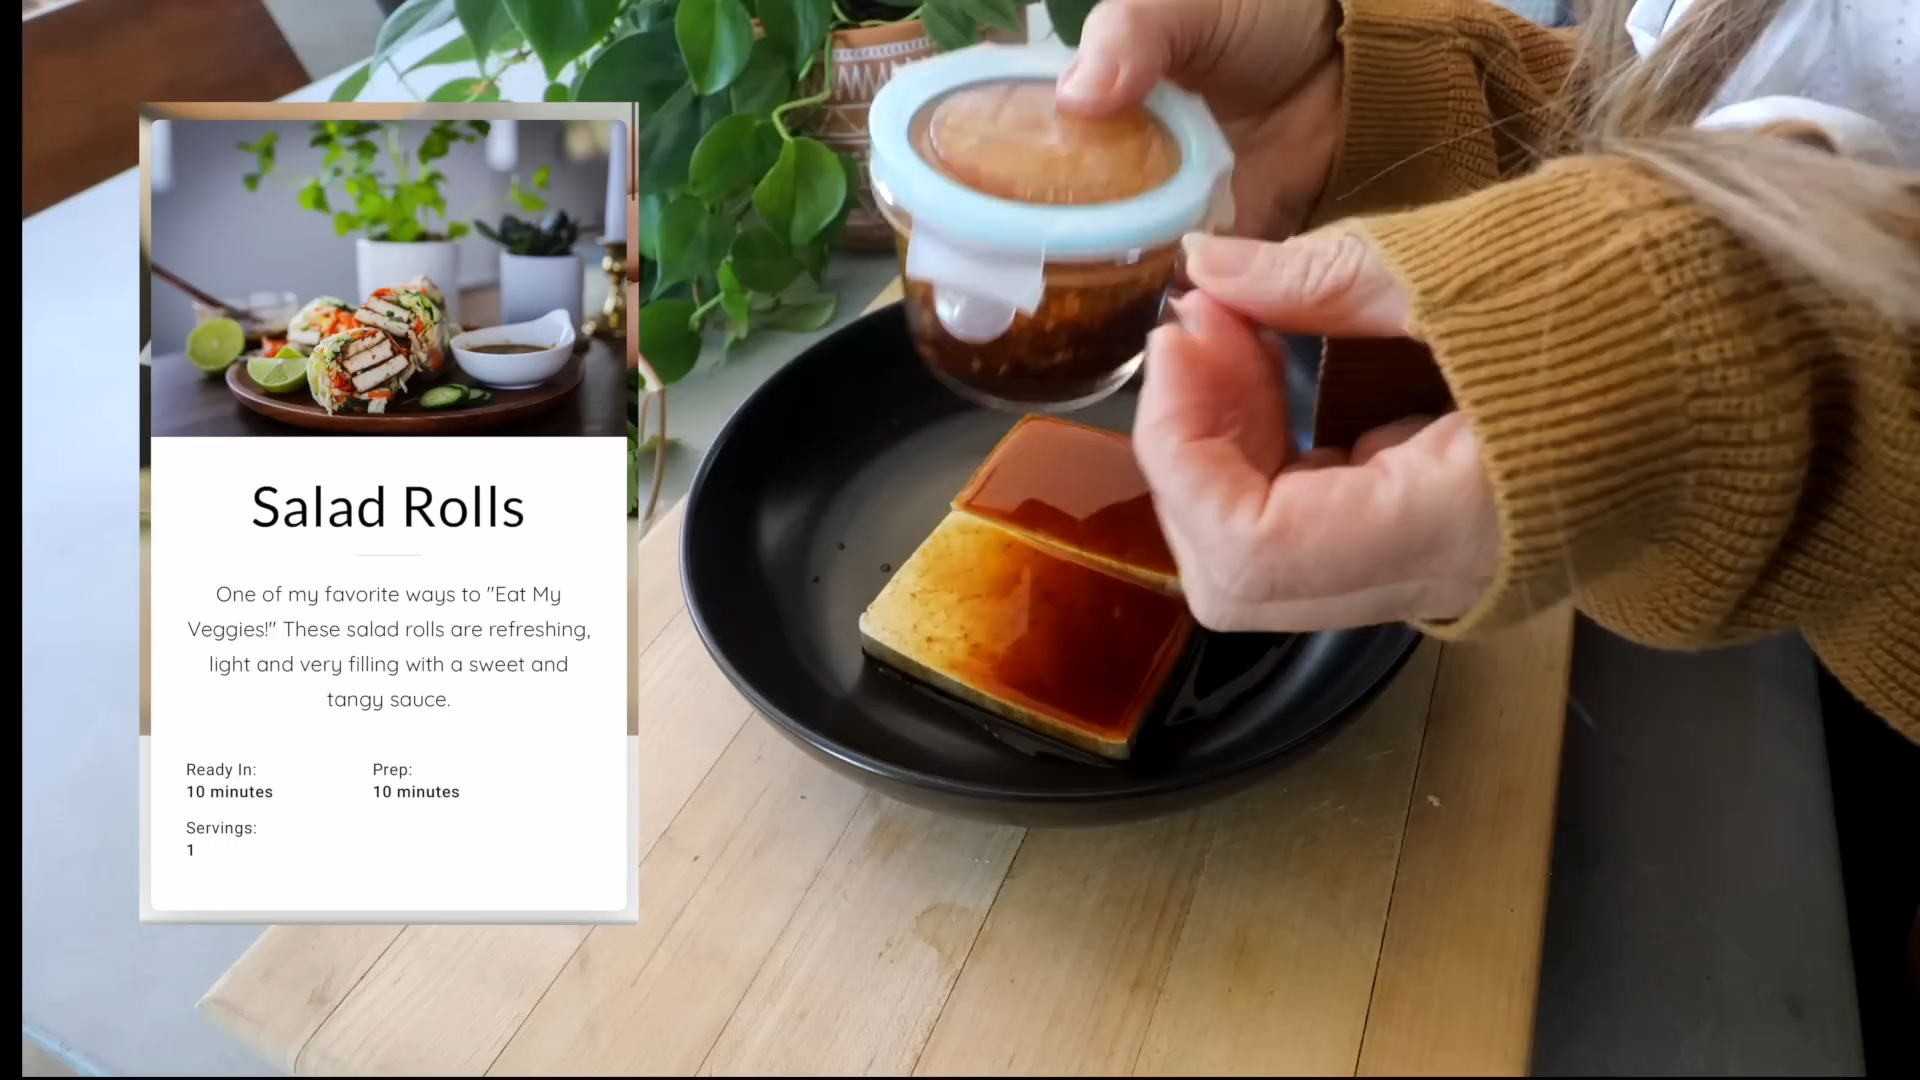 Salad Rolls
One of my favorite ways to "Eat My
Veggies!" These salad rolls are refreshing,
light and very filling with a sweet and
tangy sauce.
Ready In:
10 minutes
Prep:
10 minutes
Servings:
1